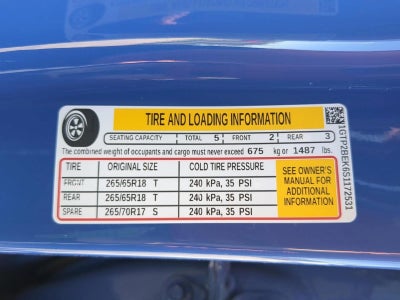 TIRE AND LOADING INFORMATION
SEATING CAPACITY TOTAL 5 FRONT 2 REAR 3
The combined weight of occupants and cargo must never exceed 675 kg or 1487 lbs.
TIRE ORIGINAL SIZE COLD TIRE PRESSURE
FRONT 265/65R18 T 240 kPa, 35 PSI
REAR 265/65R18 T 240 kPa, 35 PSI
SPARE 265/70R17 S 240 kPa, 35 PSI
SEE OWNER'S
MANUAL FOR
ADDITIONAL
INFORMATION
1GTP2BEK6S1172531